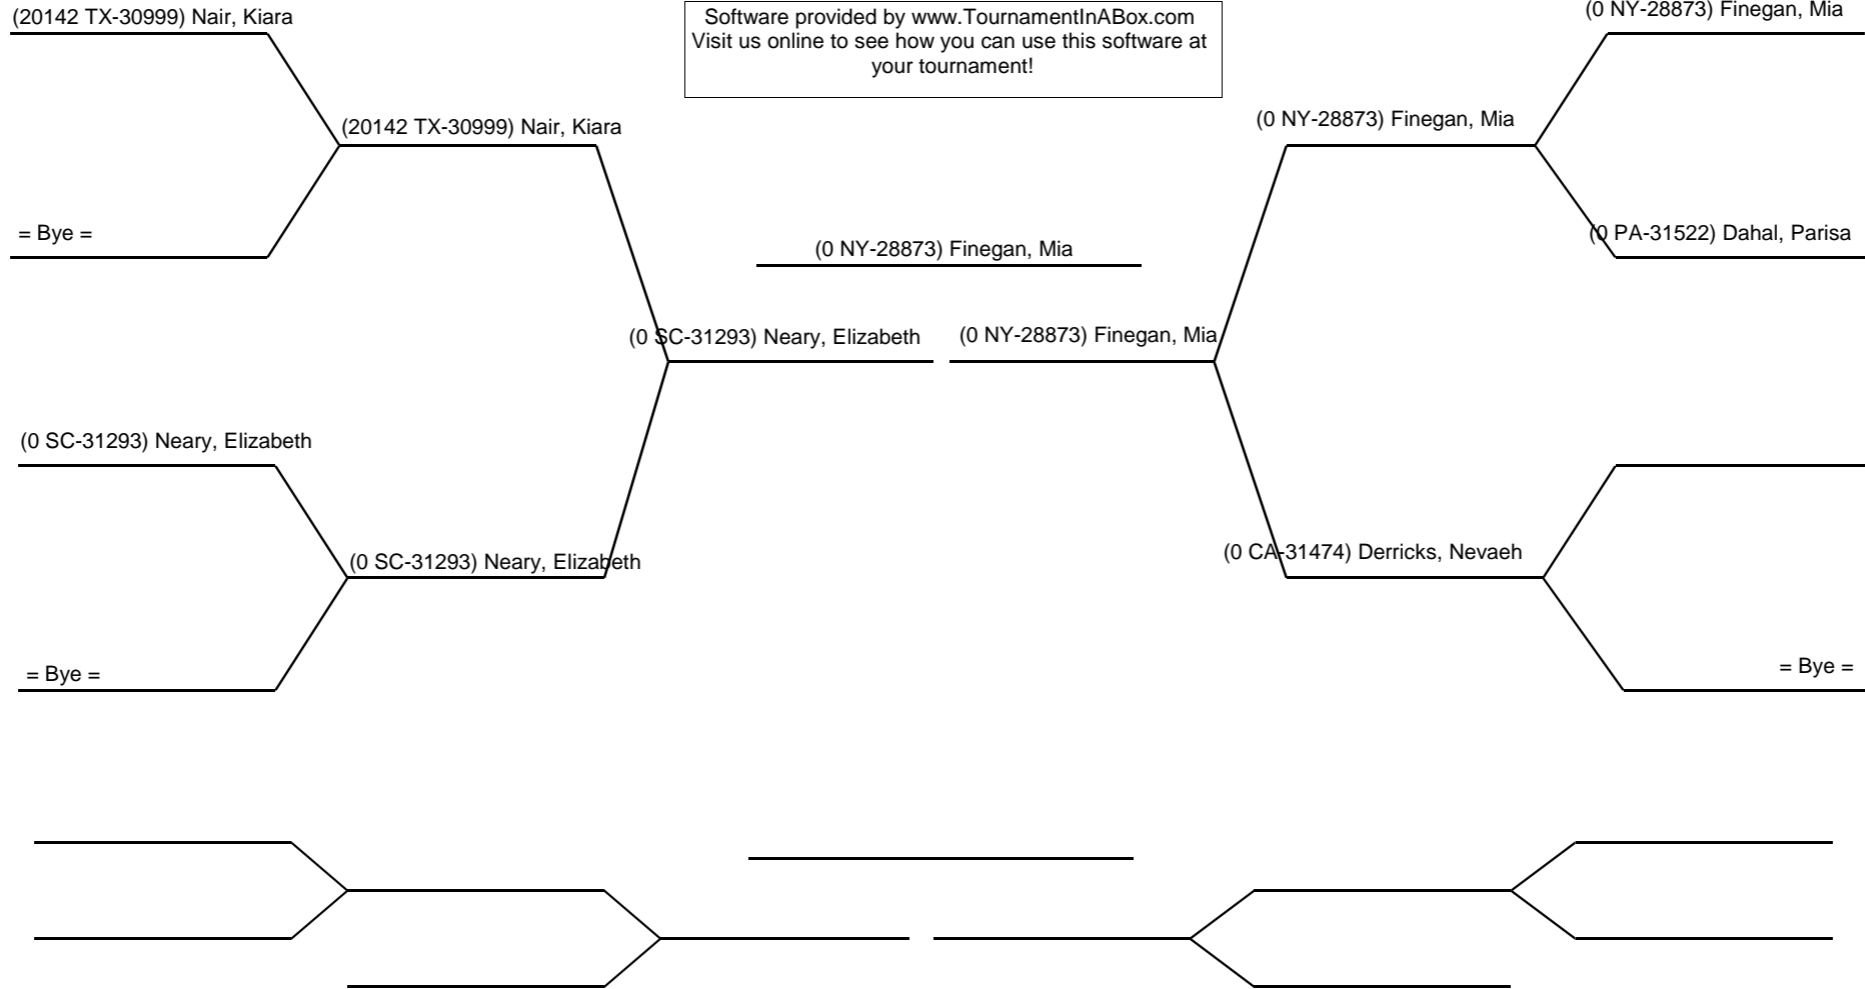 (20142 TX-30999) Nair, Kiara
Software provided by www.TournamentInABox.com
Visit us online to see how you can use this software at
your tournament!
(0 NY-28873) Finegan, Mia
(20142 TX-30999) Nair, Kiara
(0 NY-28873) Finegan, Mia
= Bye =
(0 NY-28873) Finegan, Mia
(0 PA-31522) Dahal, Parisa
(0 SC-31293) Neary, Elizabeth
(0 NY-28873) Finegan, Mia
(0 SC-31293) Neary, Elizabeth
(0 SC-31293) Neary, Elizabeth
(0 CA-31474) Derricks, Nevaeh
= Bye =
= Bye =